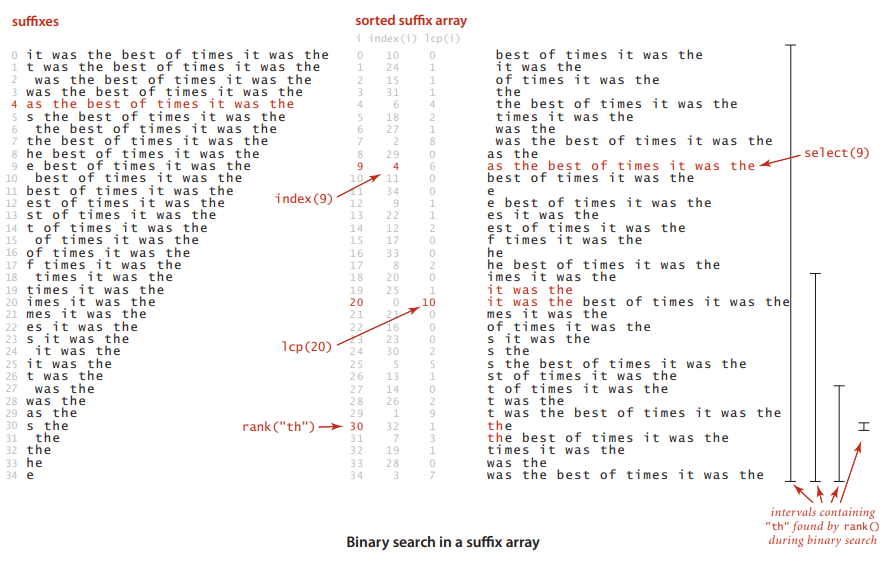 suffixes
0 it was the best of times it was the
1 t was the best of times it was the
2 was the best of times it was the
3 was the best of times it was the
4 as the best of times it was the
5 s the best of times it was the
6 the best of times it was the
7 the best of times it was the
8 he best of times it was the
9 e best of times it was the
10 best of times it was the
11 best of times it was the
12 est of times it was the
13 st of times it was the
14 t of times it was the
15 of times it was the
16 of times it was the
17 f times it was the
18 times it was the
19 times it was the
20 imes it was the
21 mes it was the
22 es it was the
23 s it was the
24 it was the
25 it was the
26 t was the
27 was the
28 was the
29 as the
30 s the
31 the
32 the
33 he
34 e
sorted suffix array
i index(i) lcp(i)
0 10 0 best of times it was the
1 24 1 it was the
2 15 1 of times it was the
3 31 1 the
4 6 4 the best of times it was the
5 18 2 times it was the
6 27 1 was the
7 2 8 was the best of times it was the
8 29 0 as the
9 4 6 as the best of times it was the
10 11 0 best of times it was the
11 34 0 e
12 9 1 e best of times it was the
13 22 1 es it was the
14 12 2 est of times it was the
15 17 0 f times it was the
16 33 0 he
17 8 2 he best of times it was the
18 20 0 imes it was the
19 25 1 it was the
20 0 10 it was the best of times it was the
21 21 0 mes it was the
22 16 0 of times it was the
23 23 0 s it was the
24 30 2 s the
25 5 5 s the best of times it was the
26 13 1 st of times it was the
27 14 0 t of times it was the
28 26 2 t was the
29 1 9 t was the best of times it was the
30 32 1 the
31 7 3 the best of times it was the
32 19 1 times it was the
33 28 0 was the
34 3 7 was the best of times it was the
select(9)
index(9)
lcp(20)
rank("th")
intervals containing
"th" found by rank()
during binary search
Binary search in a suffix array